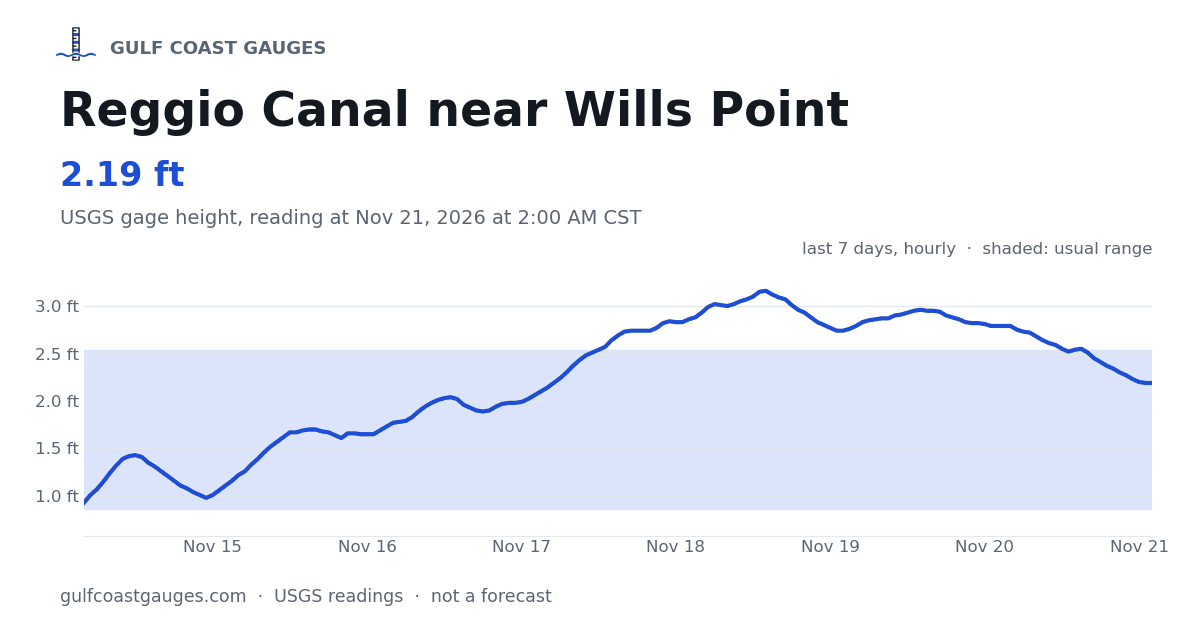 GULF COAST GAUGES
Reggio Canal near Wills Point
2.19 ft
USGS gage height, reading at Nov 21, 2026 at 2:00 AM CST
last 7 days, hourly · shaded: usual range
3.0 ft
2.5 ft
2.0 ft
1.5 ft
1.0 ft
Nov 15 Nov 16 Nov 17 Nov 18 Nov 19 Nov 20 Nov 21
gulfcoastgauges.com · USGS readings · not a forecast